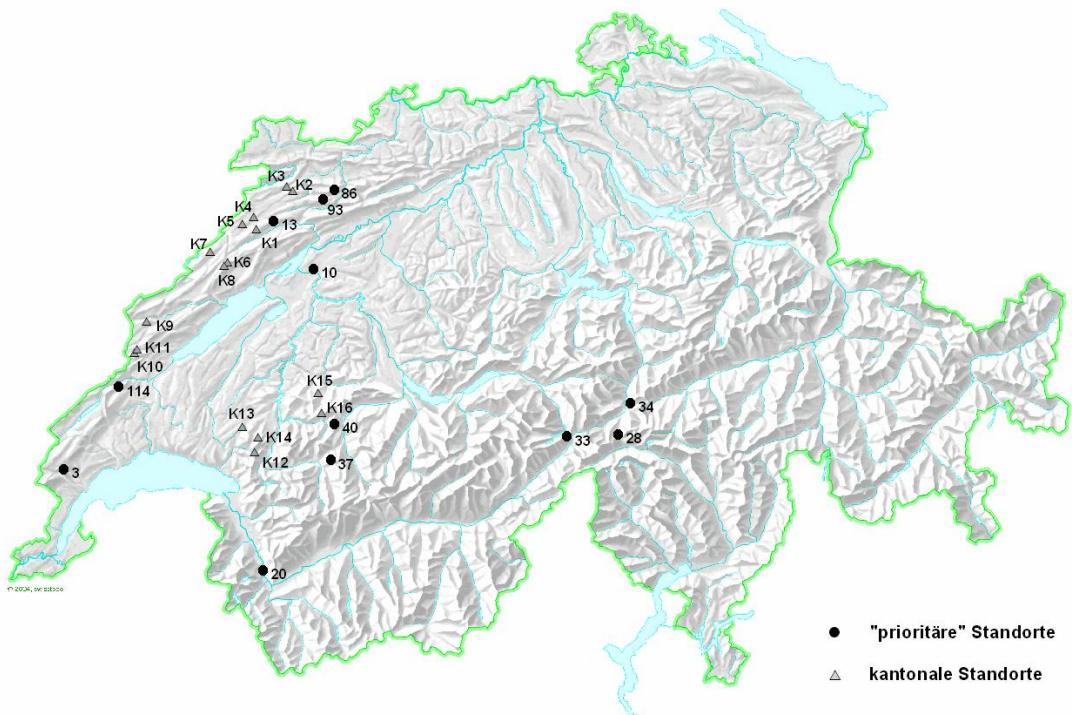 K3
K2
86
93
K4
K5
13
K1
K7
K6
K8
10
K9
K11
K10
114
K15
K16
K13
40
34
K14
33
28
K12
37
3
20
"prioritäre" Standorte
kantonale Standorte